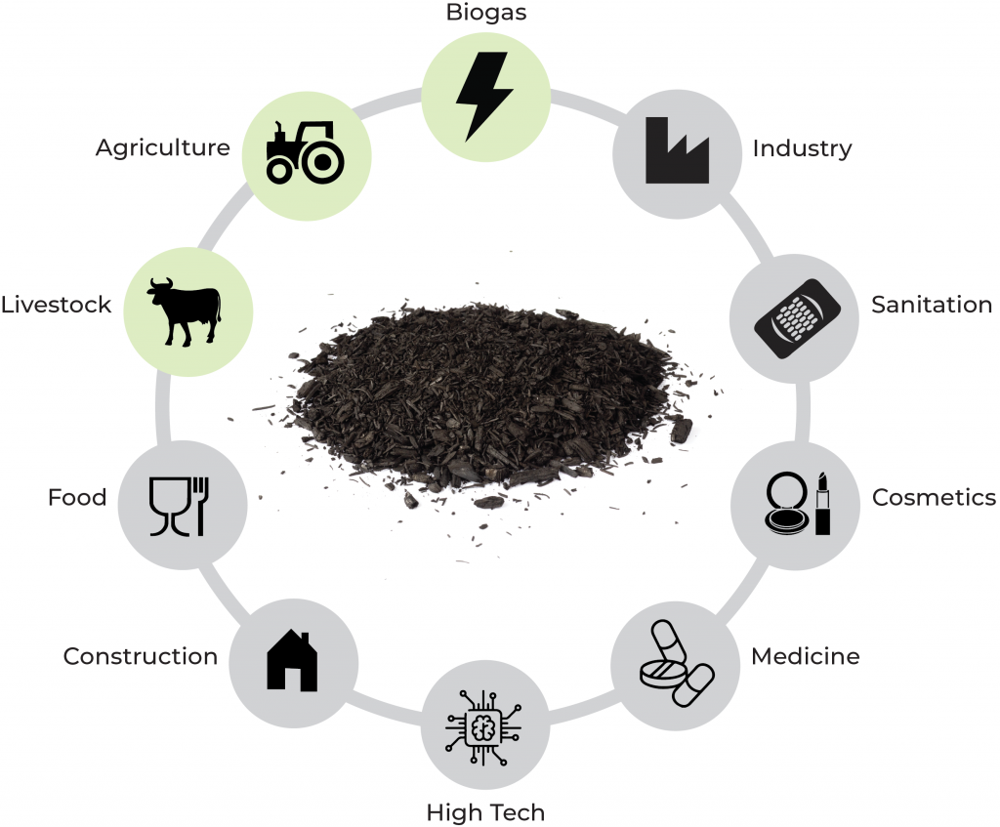 Biogas
Agriculture
Industry
Livestock
Sanitation
Food
Cosmetics
Construction
Medicine
High Tech